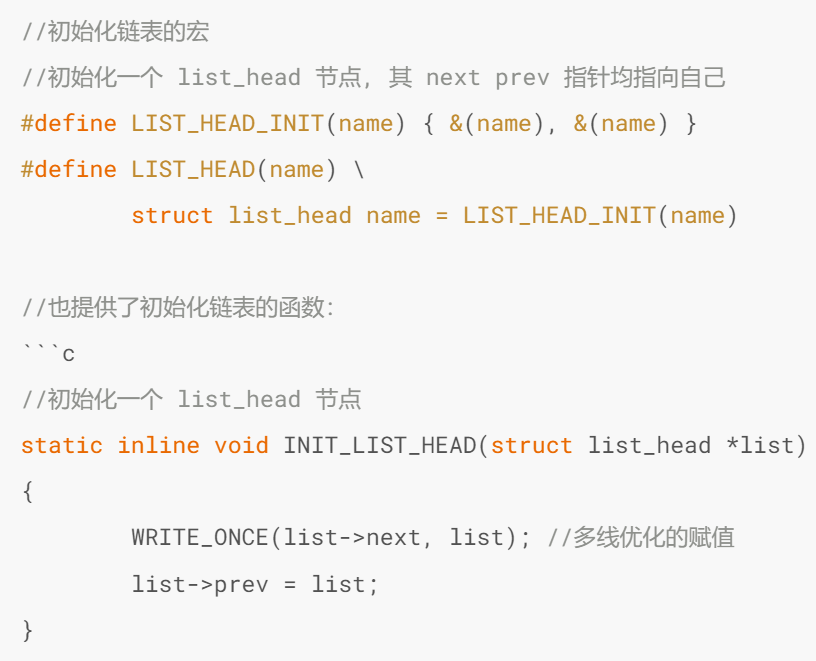 //初始化链表的宏
//初始化一个 list_head 节点, 其 next prev 指针均指向自己
#define LIST_HEAD_INIT(name) { &(name), &(name) }
#define LIST_HEAD(name) \
        struct list_head name = LIST_HEAD_INIT(name)

//也提供了初始化链表的函数:
```c
//初始化一个 list_head 节点
static inline void INIT_LIST_HEAD(struct list_head *list)
{
        WRITE_ONCE(list->next, list); //多线优化的赋值
        list->prev = list;
}